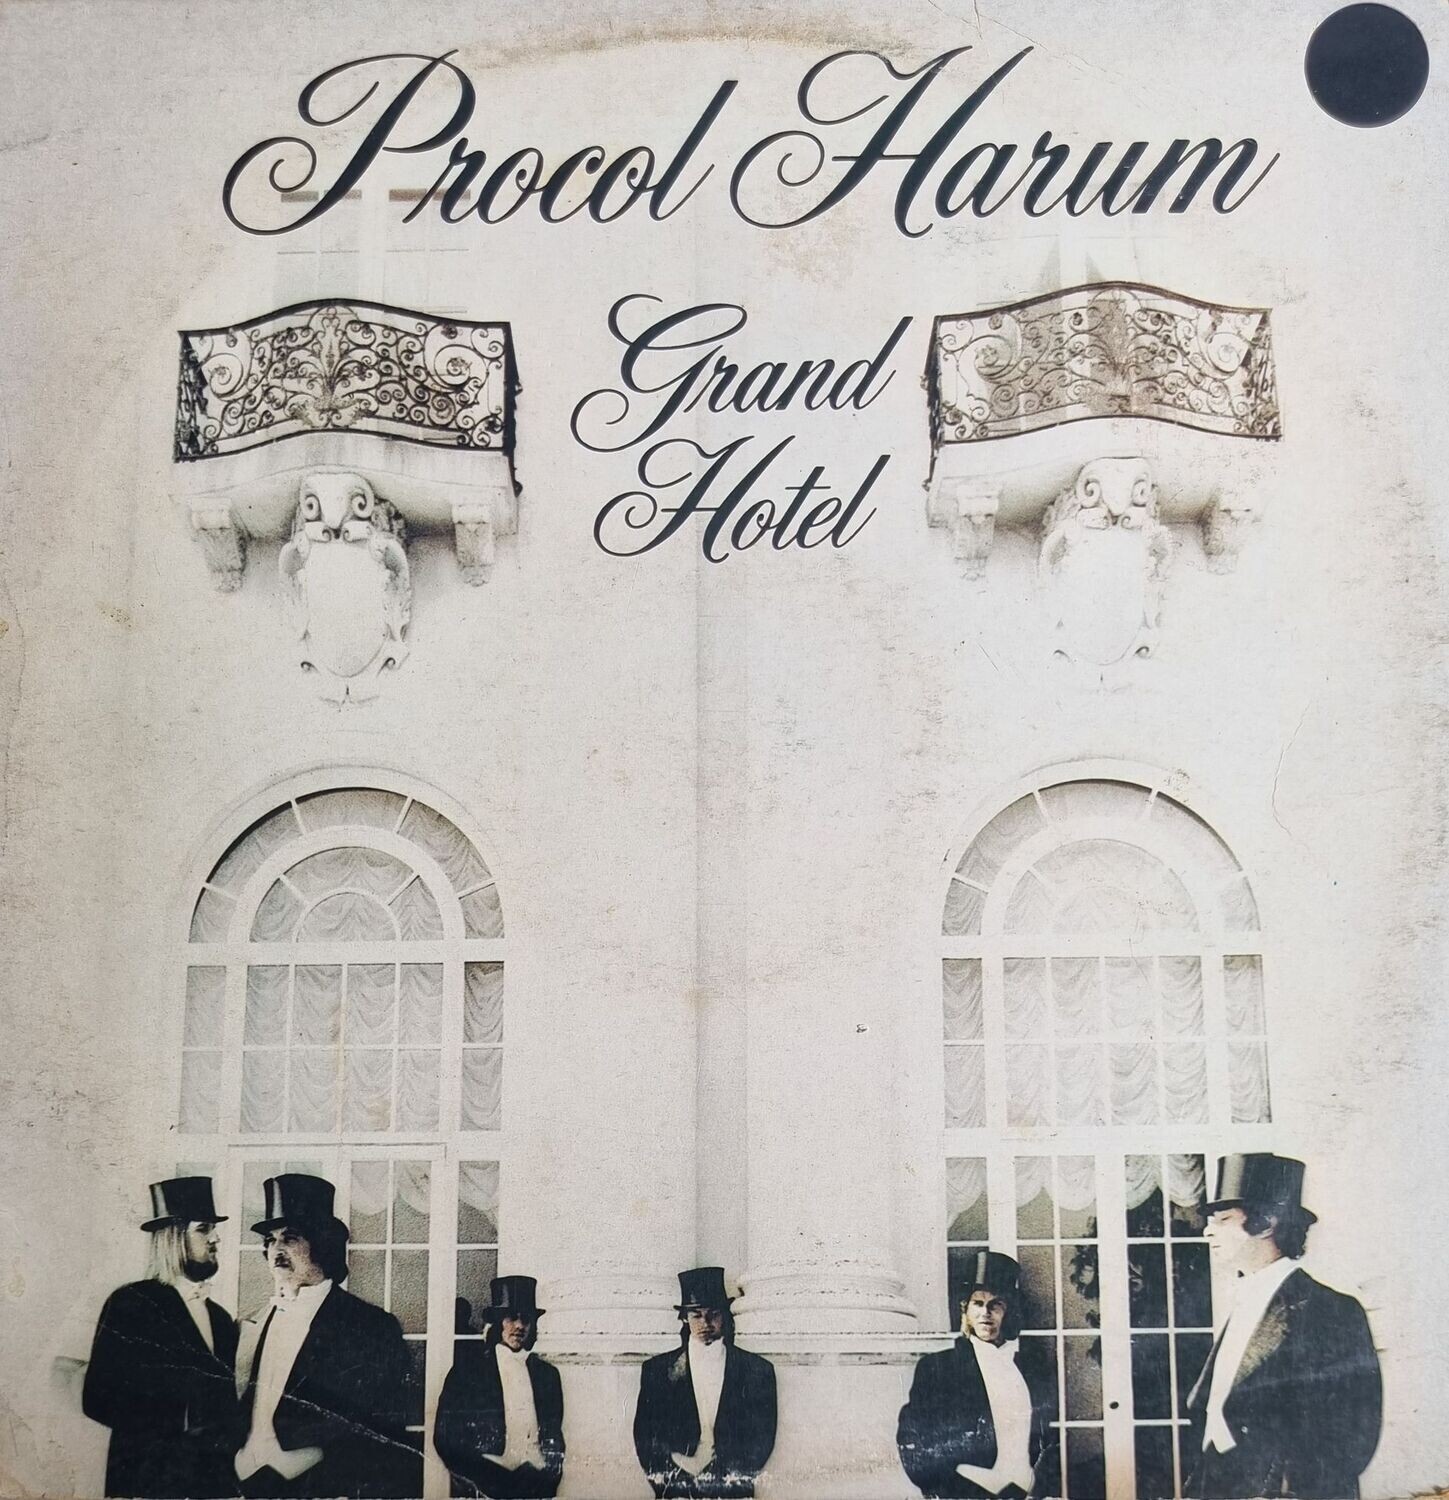 Procol Harum
Grand
Hotel